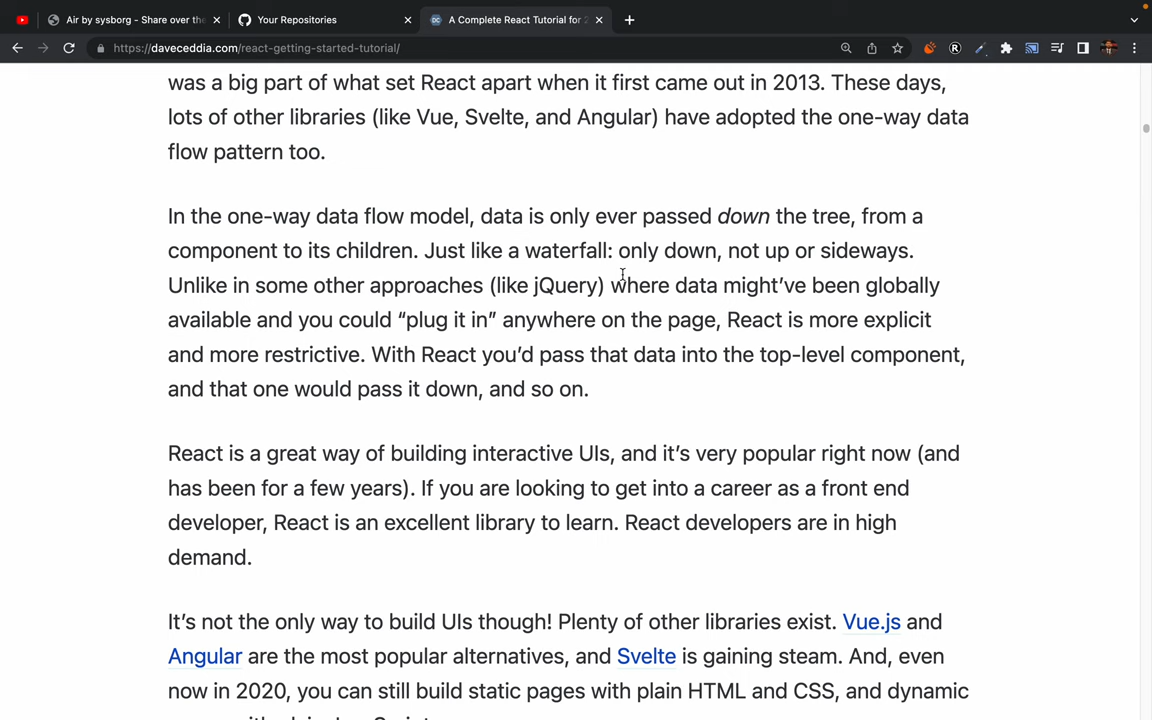 Air by sysborg - Share over the
Your Repositories
A Complete React Tutorial for 2
https://daveceddia.com/react-getting-started-tutorial/
was a big part of what set React apart when it first came out in 2013. These days,
lots of other libraries (like Vue, Svelte, and Angular) have adopted the one-way data
flow pattern too.
In the one-way data flow model, data is only ever passed down the tree, from a
component to its children. Just like a waterfall: only down, not up or sideways.
Unlike in some other approaches (like jQuery) where data might’ve been globally
available and you could “plug it in” anywhere on the page, React is more explicit
and more restrictive. With React you’d pass that data into the top-level component,
and that one would pass it down, and so on.
React is a great way of building interactive UIs, and it’s very popular right now (and
has been for a few years). If you are looking to get into a career as a front end
developer, React is an excellent library to learn. React developers are in high
demand.
It’s not the only way to build UIs though! Plenty of other libraries exist. Vue.js and
Angular are the most popular alternatives, and Svelte is gaining steam. And, even
now in 2020, you can still build static pages with plain HTML and CSS, and dynamic